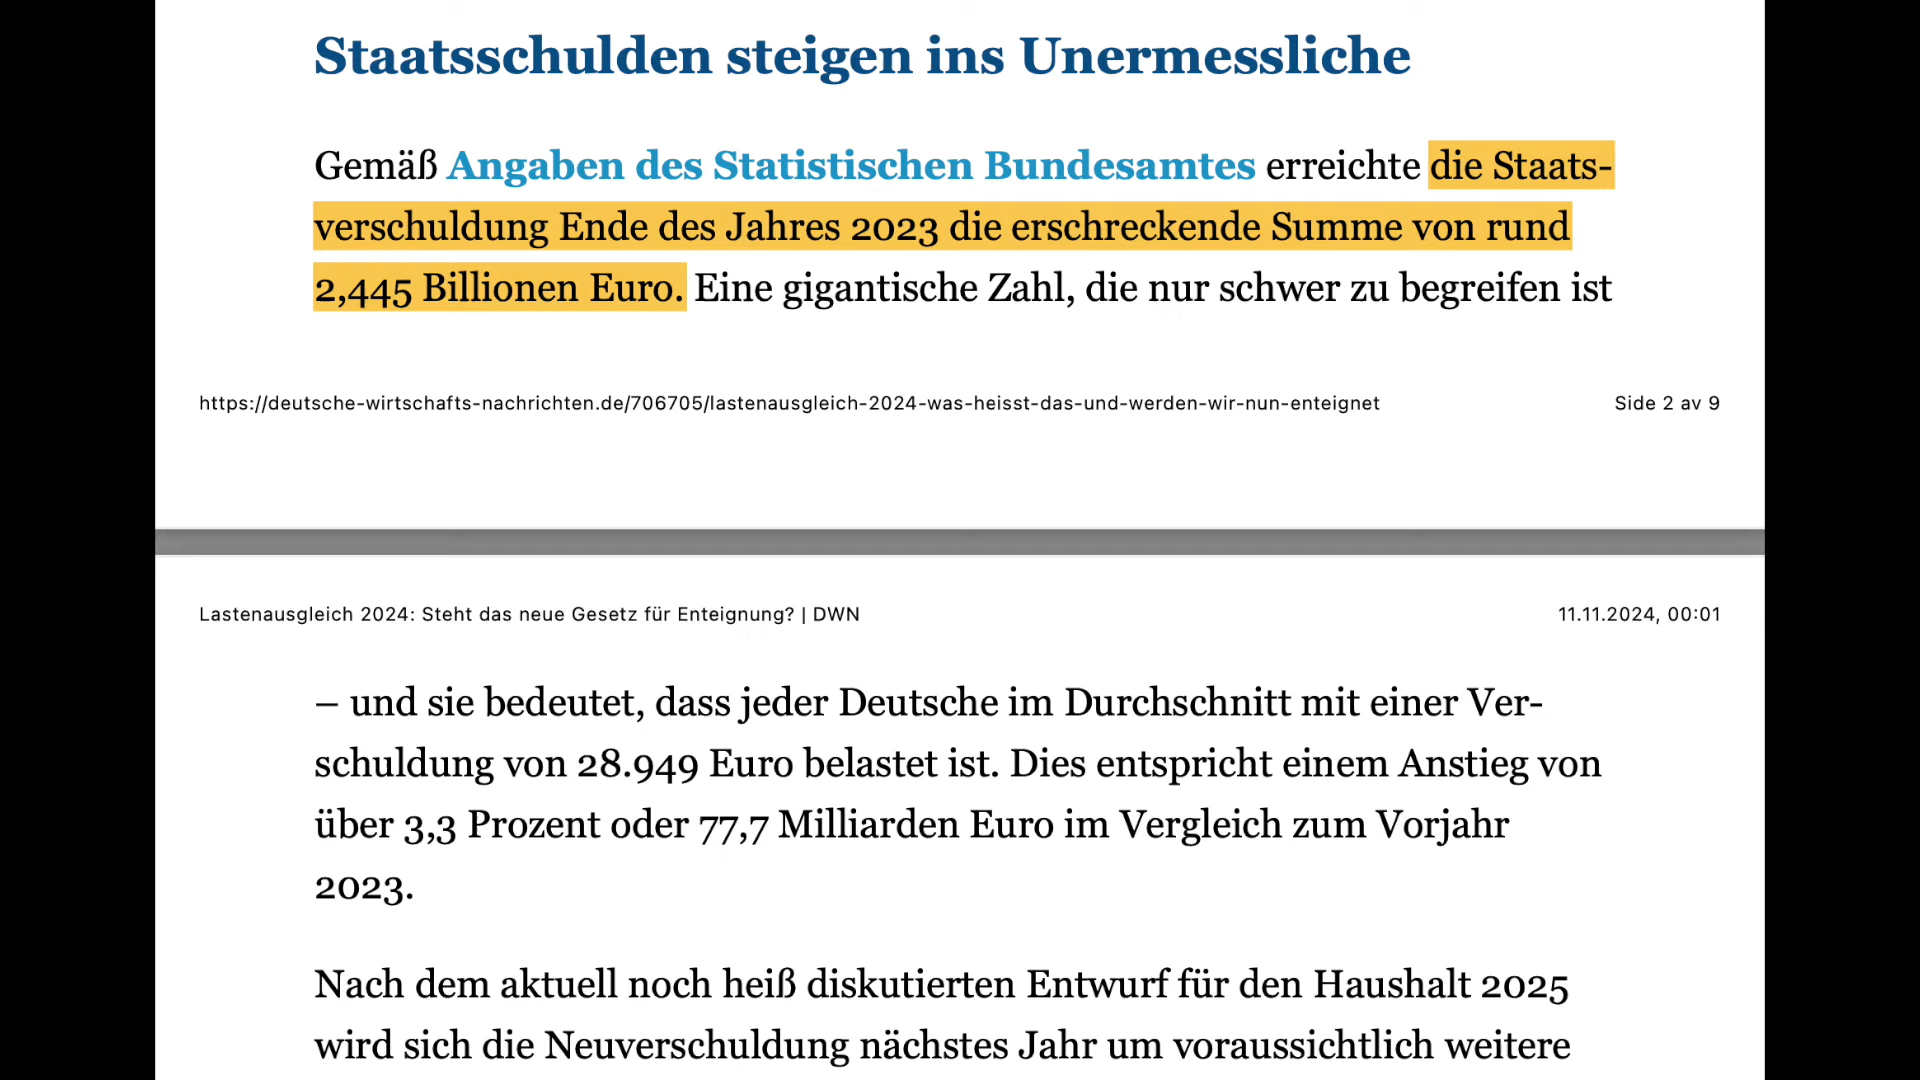 Staatsschulden steigen ins Unermessliche
Gemäß Angaben des Statistischen Bundesamtes erreichte die Staats-
verschuldung Ende des Jahres 2023 die erschreckende Summe von rund
2,445 Billionen Euro. Eine gigantische Zahl, die nur schwer zu begreifen ist
https://deutsche-wirtschafts-nachrichten.de/706705/lastenausgleich-2024-was-heisst-das-und-werden-wir-nun-enteignet Side 2 av 9
Lastenausgleich 2024: Steht das neue Gesetz für Enteignung? | DWN 11.11.2024, 00:01
– und sie bedeutet, dass jeder Deutsche im Durchschnitt mit einer Ver-
schuldung von 28.949 Euro belastet ist. Dies entspricht einem Anstieg von
über 3,3 Prozent oder 77,7 Milliarden Euro im Vergleich zum Vorjahr
2023.
Nach dem aktuell noch heiß diskutierten Entwurf für den Haushalt 2025
wird sich die Neuverschuldung nächstes Jahr um voraussichtlich weitere